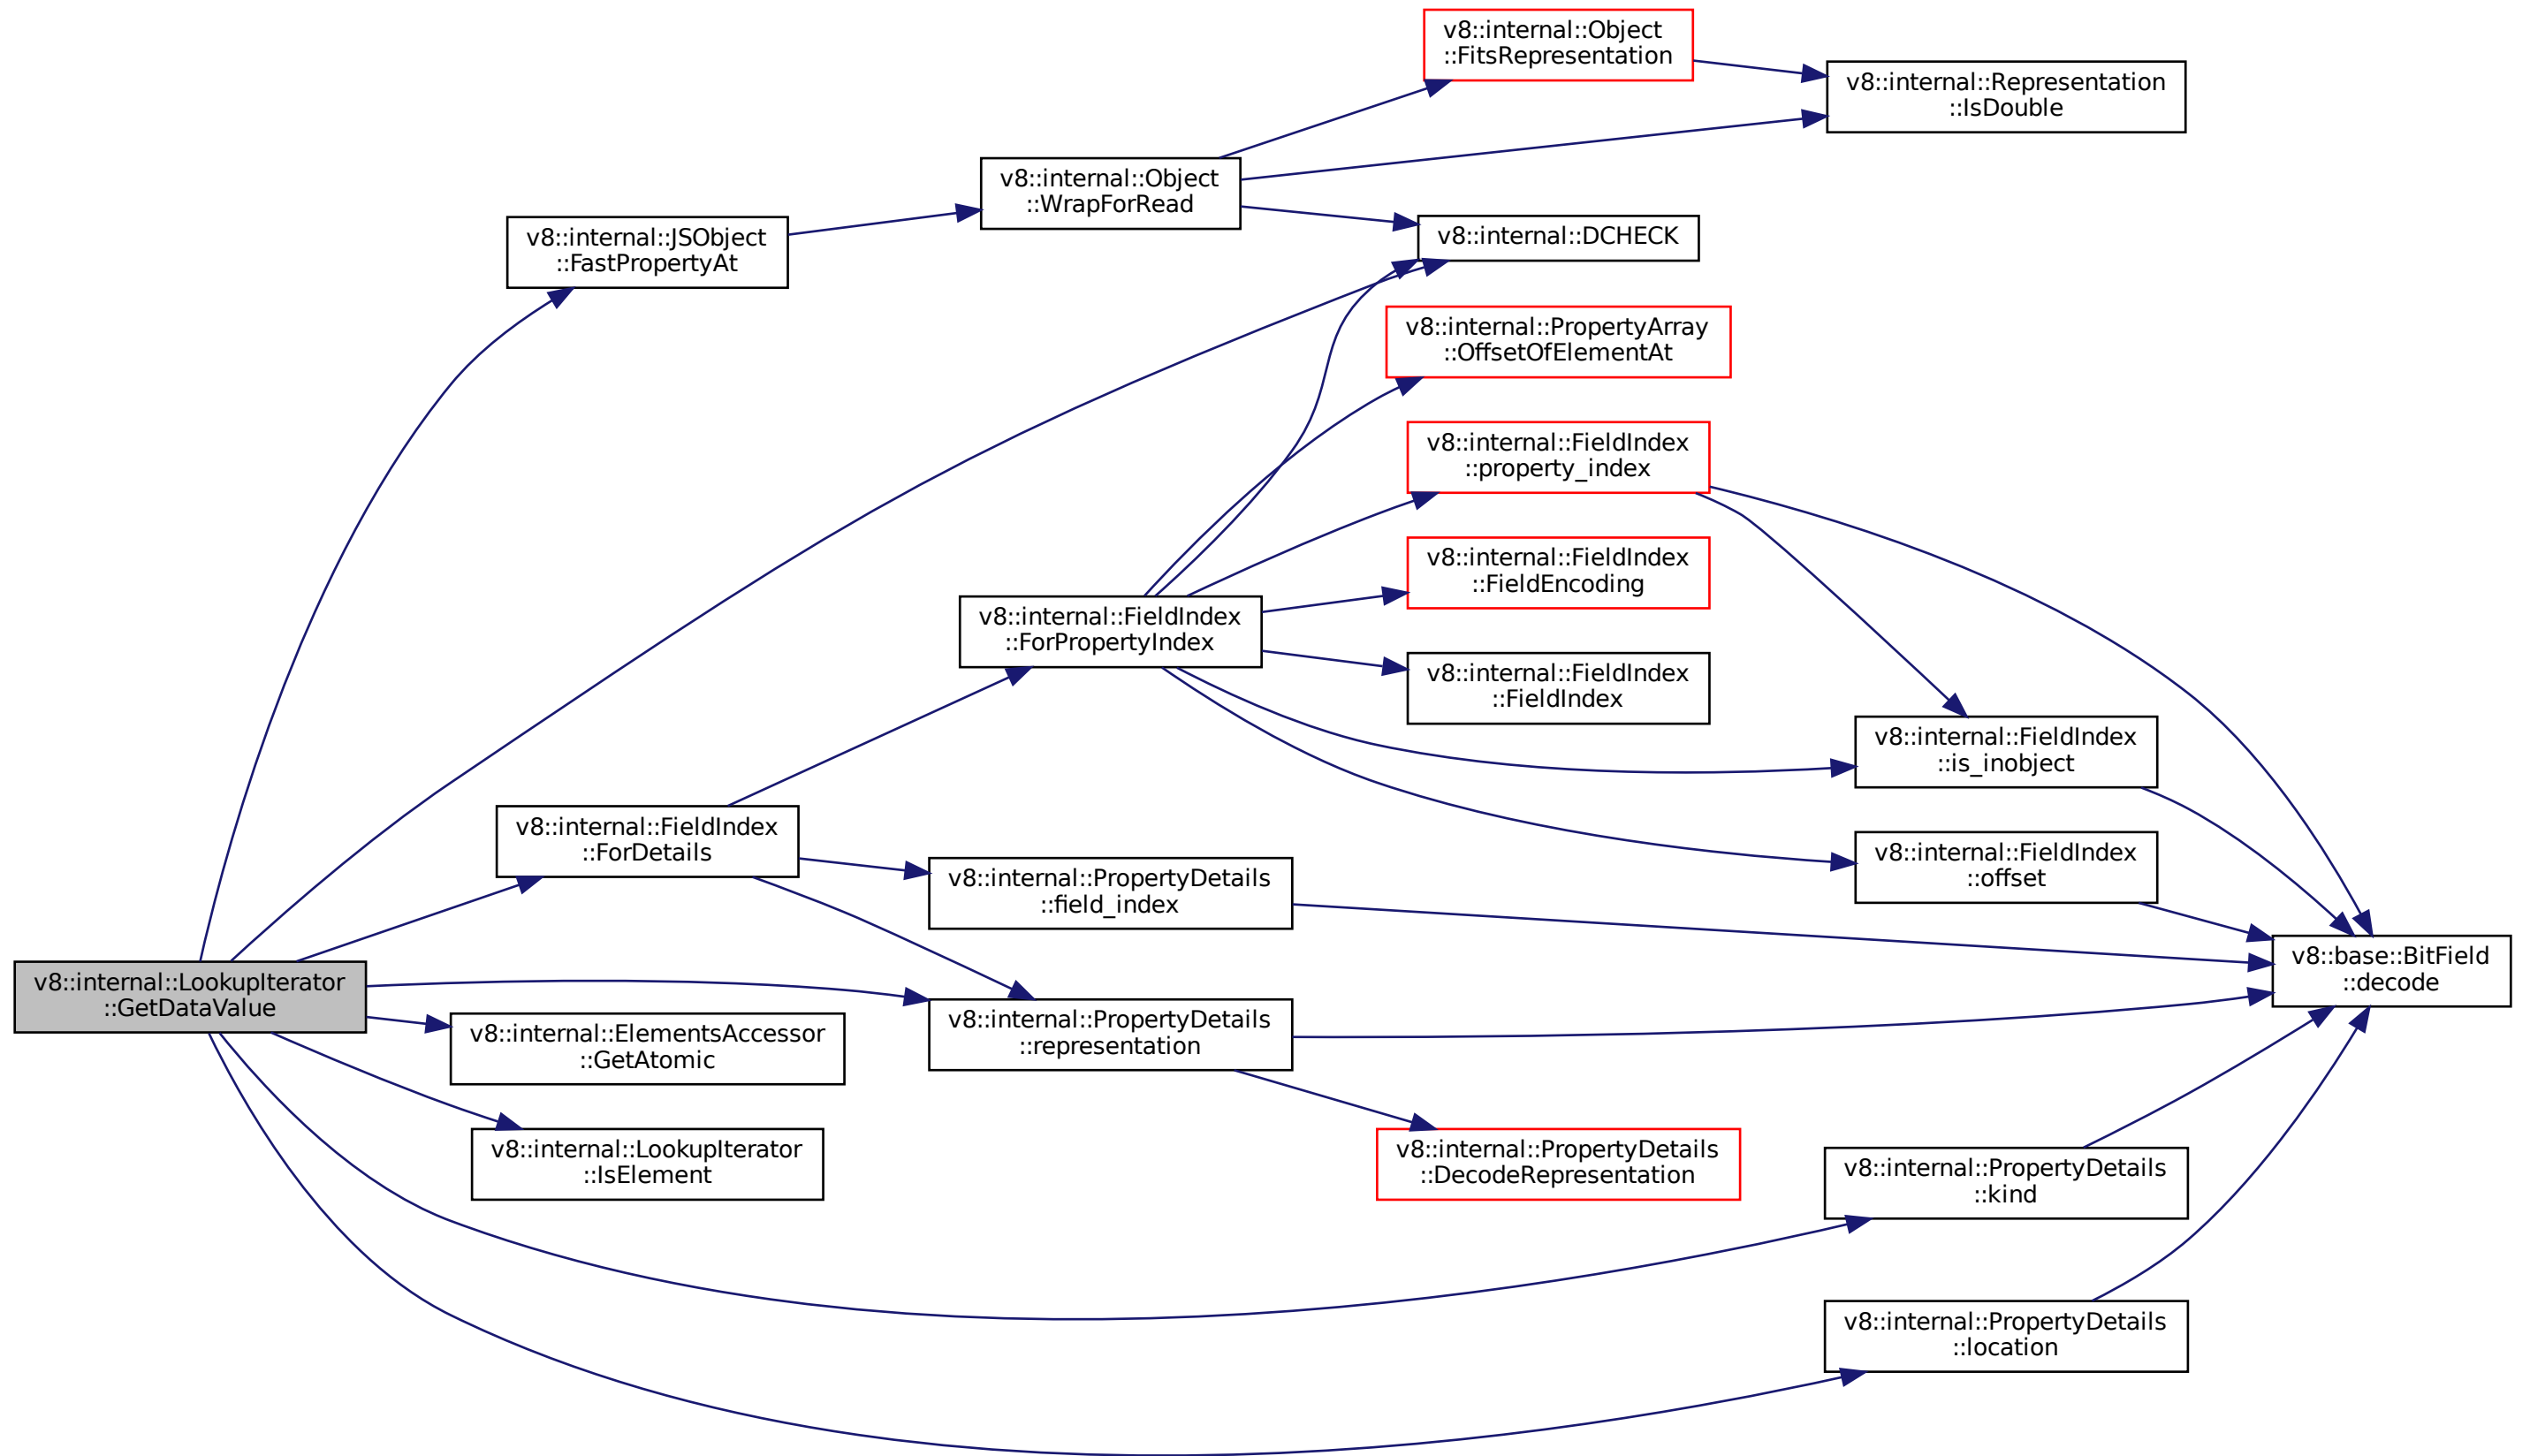 v8::internal::Object
::FitsRepresentation
v8::internal::Representation
::IsDouble
v8::internal::Object
::WrapForRead
v8::internal::JSObject
::FastPropertyAt
v8::internal::DCHECK
v8::internal::PropertyArray
::OffsetOfElementAt
v8::internal::FieldIndex
::property_index
v8::internal::FieldIndex
::FieldEncoding
v8::internal::FieldIndex
::ForPropertyIndex
v8::internal::FieldIndex
::FieldIndex
v8::internal::FieldIndex
::is_inobject
v8::internal::FieldIndex
::ForDetails
v8::internal::FieldIndex
::offset
v8::internal::PropertyDetails
::field_index
v8::base::BitField
::decode
v8::internal::LookupIterator
::GetDataValue
v8::internal::PropertyDetails
::representation
v8::internal::ElementsAccessor
::GetAtomic
v8::internal::LookupIterator
::IsElement
v8::internal::PropertyDetails
::DecodeRepresentation
v8::internal::PropertyDetails
::kind
v8::internal::PropertyDetails
::location